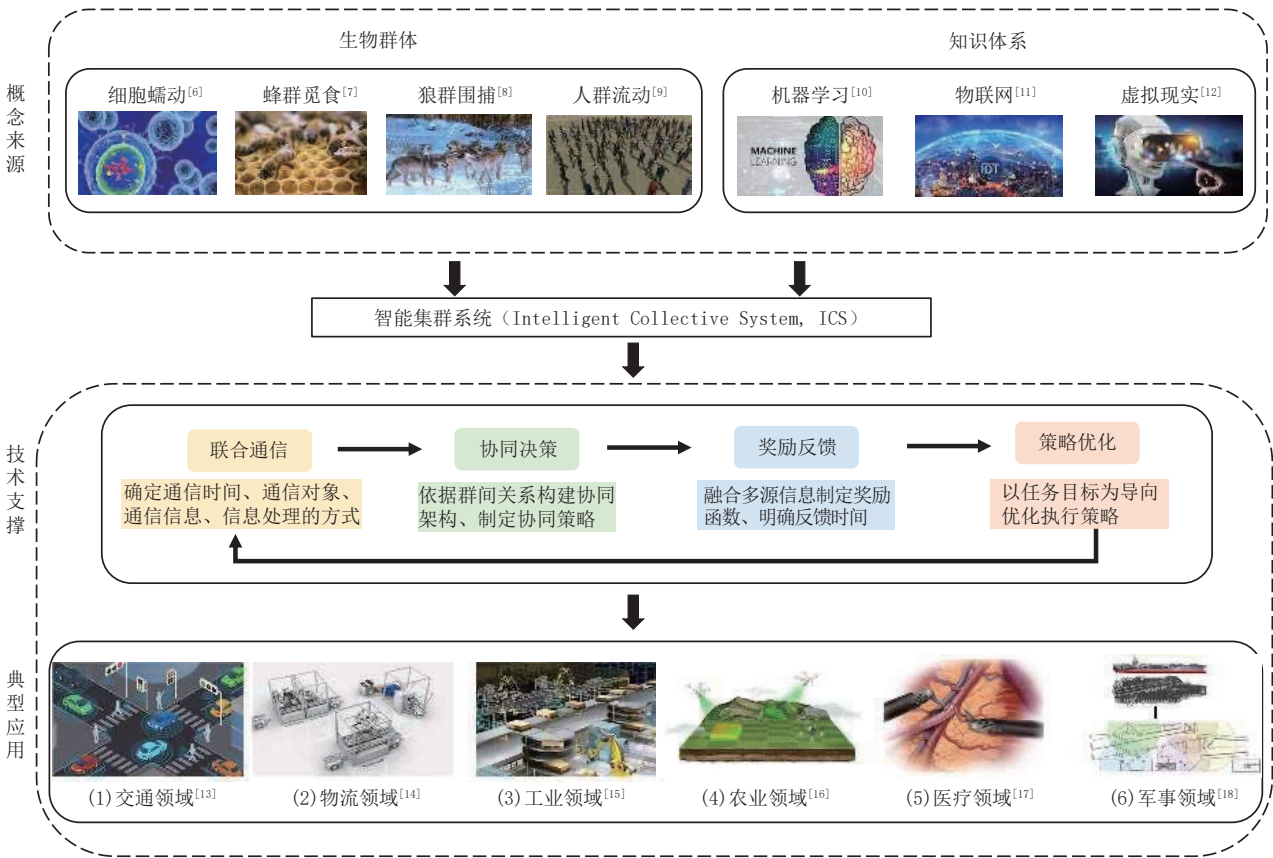 生物群体
知识体系
概念来源
细胞蠕动[6]
蜂群觅食[7]
狼群围捕[8]
人群流动[9]
机器学习[10]
物联网[11]
虚拟现实[12]
MACHINE
LEARNING
IOT
智能集群系统（Intelligent Collective System, ICS）
技术支撑
联合通信
协同决策
奖励反馈
策略优化
确定通信时间、通信对象、
通信信息、信息处理的方式
依据群间关系构建协同
架构、制定协同策略
融合多源信息制定奖励
函数、明确反馈时间
以任务目标为导向
优化执行策略
典型应用
(1)交通领域[13]
(2)物流领域[14]
(3)工业领域[15]
(4)农业领域[16]
(5)医疗领域[17]
(6)军事领域[18]